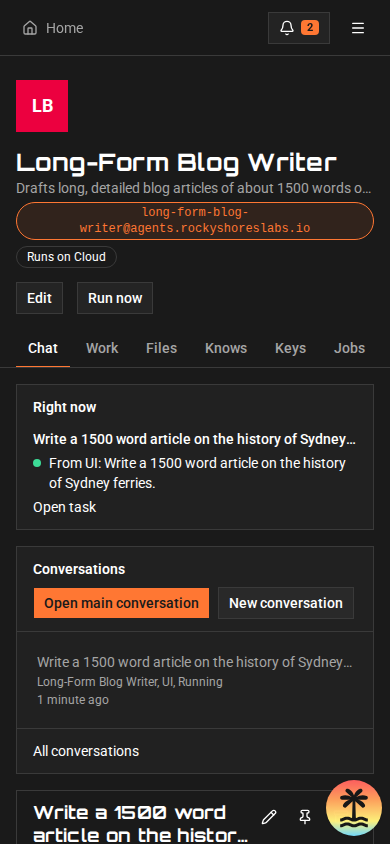 Home
2
LB
Long-Form Blog Writer
Drafts long, detailed blog articles of about 1500 words o...
long-form-blog-
writer@agents.rockyshoreslabs.io
Runs on Cloud
Edit
Run now
Chat
Work
Files
Knows
Keys
Jobs
Right now
Write a 1500 word article on the history of Sydney...
From UI: Write a 1500 word article on the history
of Sydney ferries.
Open task
Conversations
Open main conversation
New conversation
Write a 1500 word article on the history of Sydney...
Long-Form Blog Writer, UI, Running
1 minute ago
All conversations
Write a 1500 word
article on the histor...